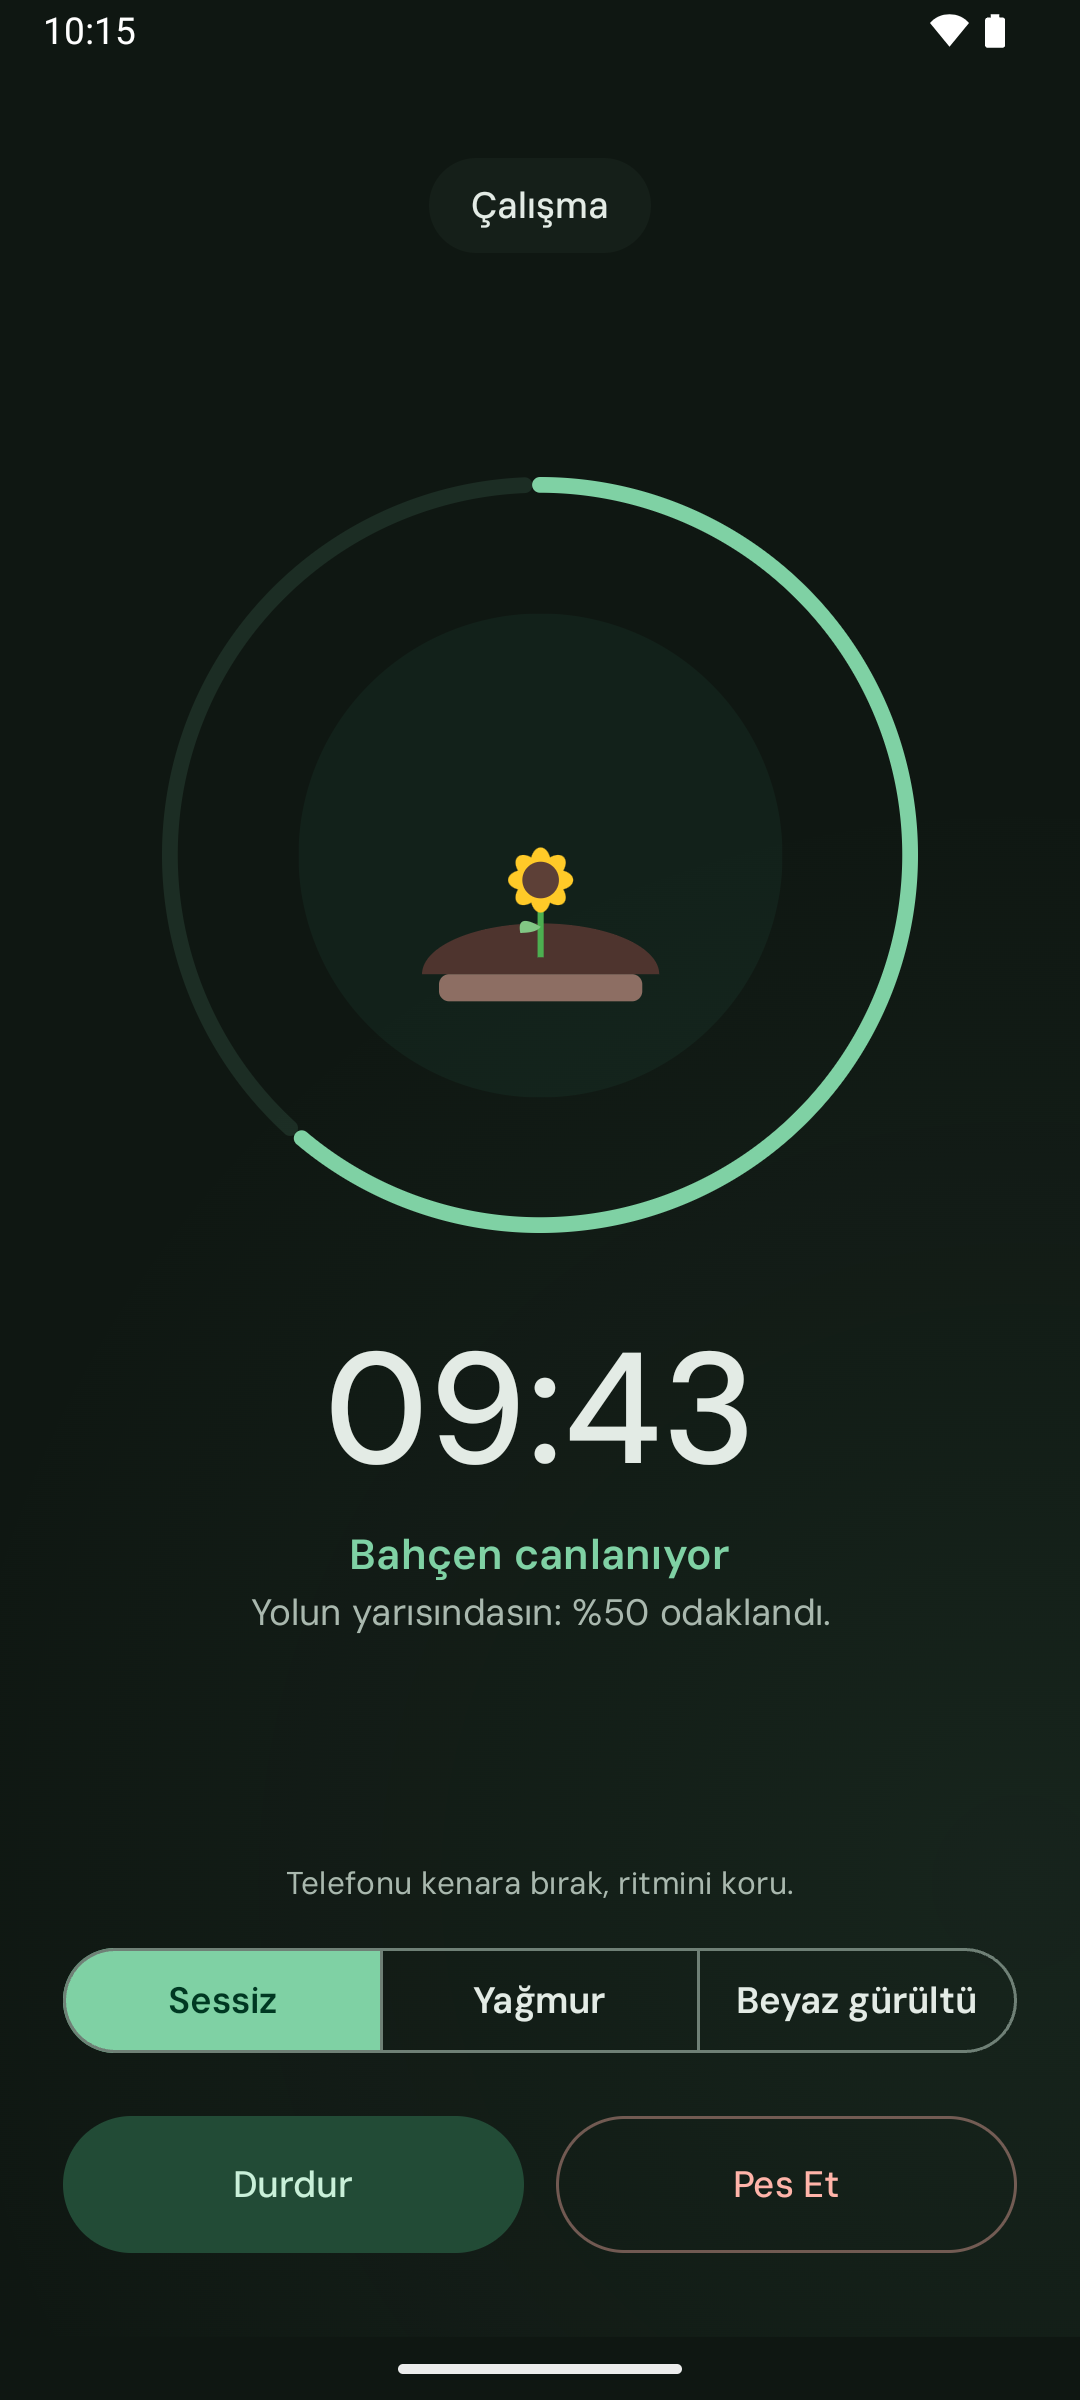 10:15
Çalışma
09:43
Bahçen canlanıyor
Yolun yarısındasın: %50 odaklandı.
Telefonu kenara bırak, ritmini koru.
Sessiz
Yağmur
Beyaz gürültü
Durdur
Pes Et